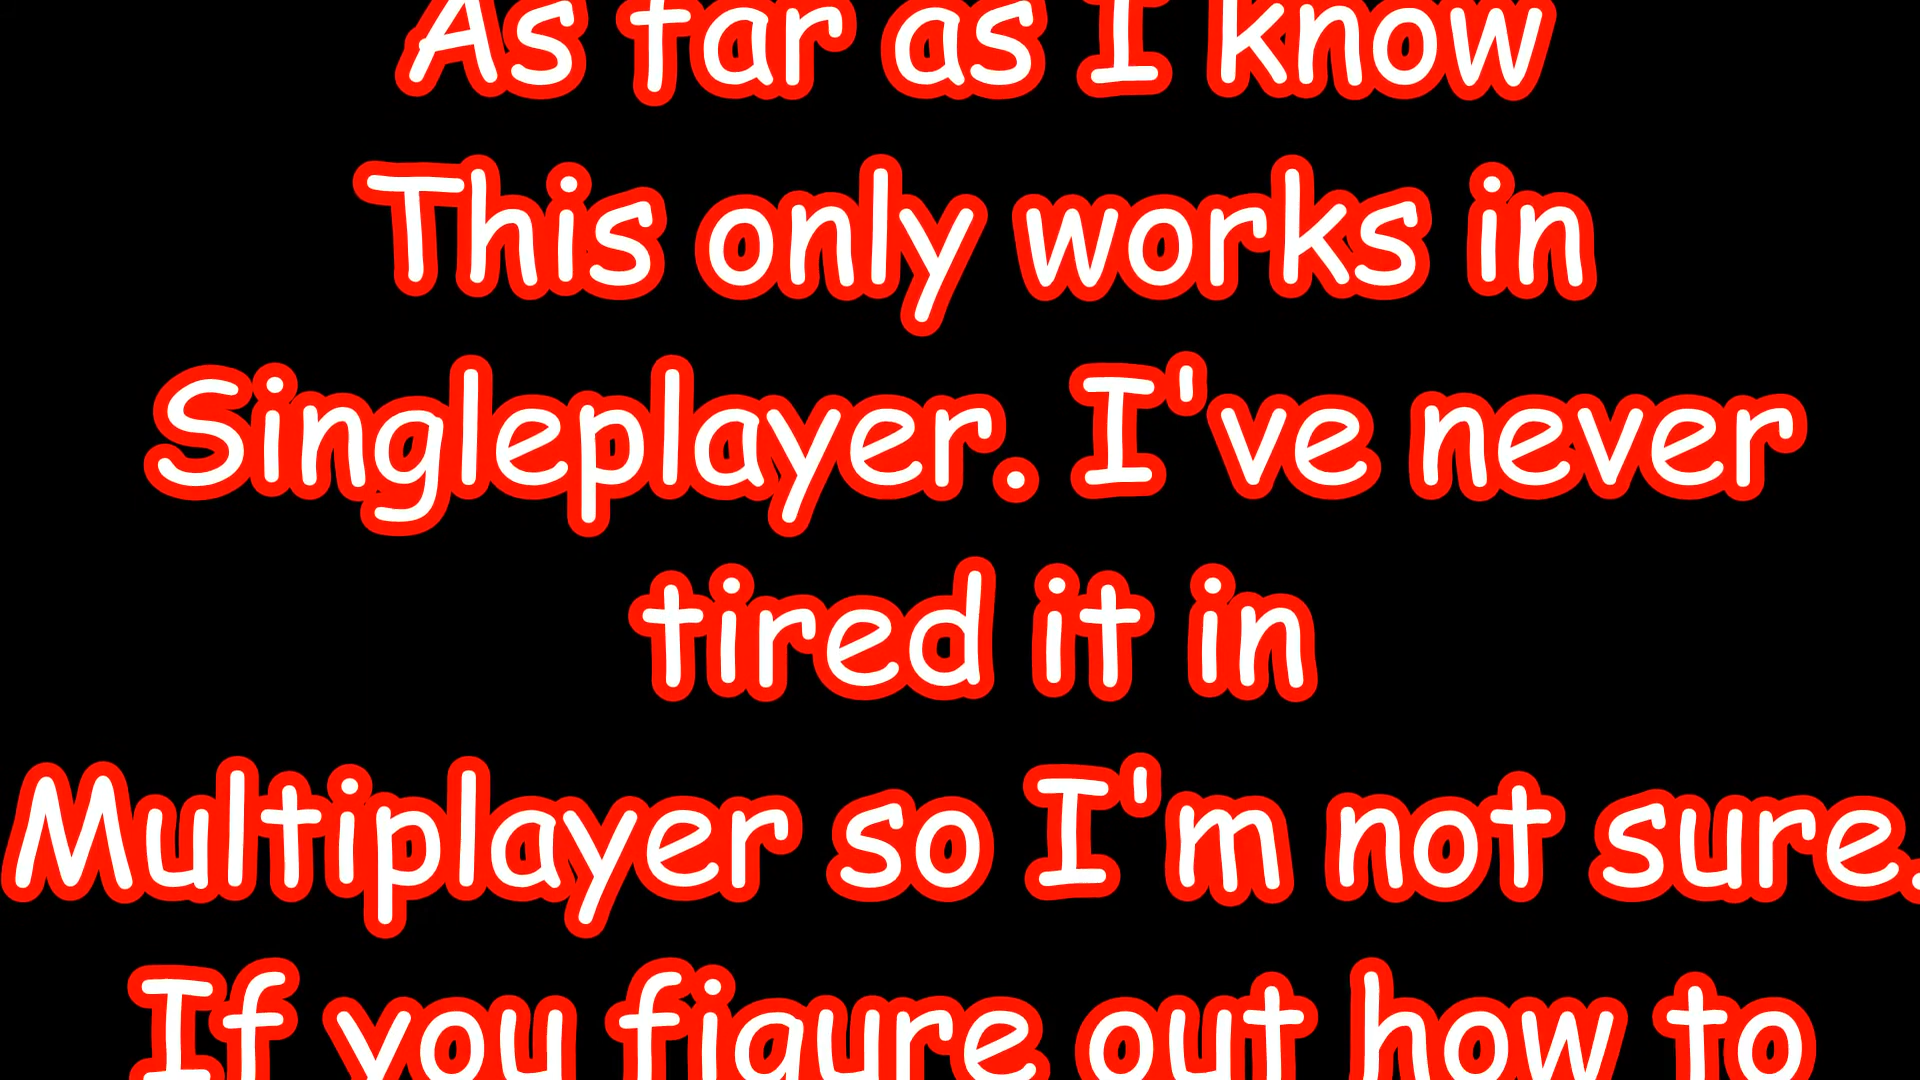 As far as I know
This only works in
Singleplayer. I've never
tired it in
Multiplayer so I'm not sure.
If you figure out how to